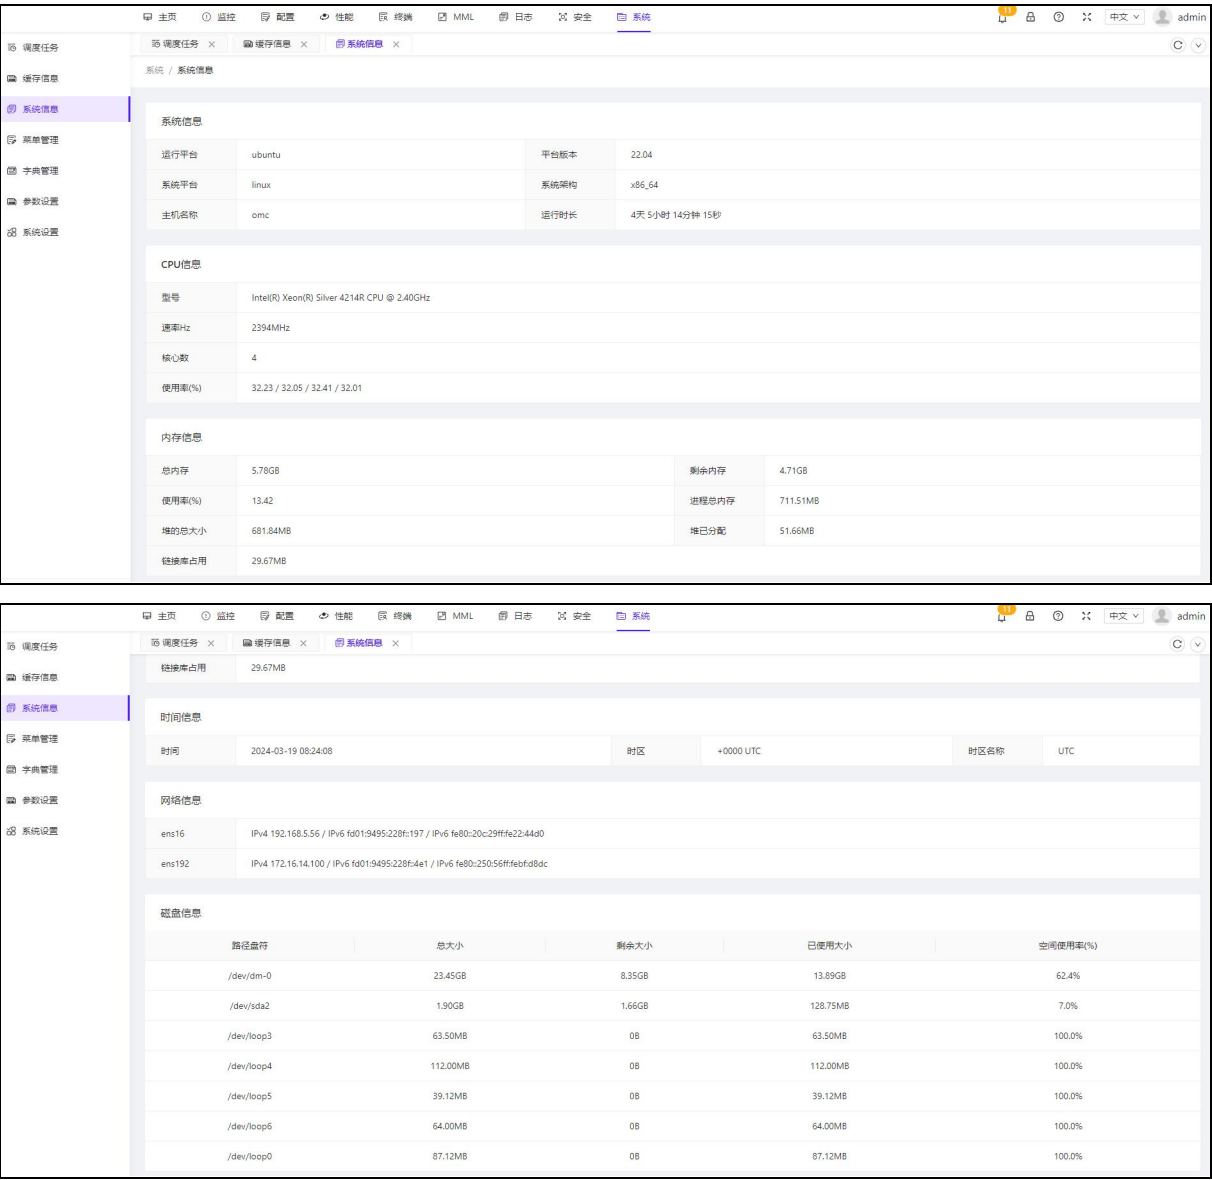 主页 监控 配置 性能 终端 MML 日志 安全 系统 11 中文 admin
调度任务 缓存信息 系统信息
系统 / 系统信息
调度任务
缓存信息
系统信息
菜单管理
字典管理
参数设置
系统设置
系统信息
运行平台 ubuntu 平台版本 22.04
系统平台 linux 系统架构 x86_64
主机名称 omc 运行时长 4天 5小时 14分钟 15秒
CPU信息
型号 Intel(R) Xeon(R) Silver 4214R CPU @ 2.40GHz
速率Hz 2394MHz
核心数 4
使用率(%) 32.23 / 32.05 / 32.41 / 32.01
内存信息
总内存 5.78GB 剩余内存 4.71GB
使用率(%) 13.42 进程总内存 711.51MB
堆的总大小 681.84MB 堆已分配 51.66MB
链接库占用 29.67MB
主页 监控 配置 性能 终端 MML 日志 安全 系统 11 中文 admin
调度任务 缓存信息 系统信息
调度任务
缓存信息
系统信息
菜单管理
字典管理
参数设置
系统设置
链接库占用 29.67MB
时间信息
时间 2024-03-19 08:24:08 时区 +0000 UTC 时区名称 UTC
网络信息
ens16 IPv4 192.168.5.56 / IPv6 fd01:9495:228f::197 / IPv6 fe80::20c:29ff:fe22:44d0
ens192 IPv4 172.16.14.100 / IPv6 fd01:9495:228f::4e1 / IPv6 fe80::250:56ff:febf:d8dc
磁盘信息
路径盘符 总大小 剩余大小 已使用大小 空间使用率(%)
/dev/dm-0 23.45GB 8.35GB 13.89GB 62.4%
/dev/sda2 1.90GB 1.66GB 128.75MB 7.0%
/dev/loop3 63.50MB 0B 63.50MB 100.0%
/dev/loop4 112.00MB 0B 112.00MB 100.0%
/dev/loop5 39.12MB 0B 39.12MB 100.0%
/dev/loop6 64.00MB 0B 64.00MB 100.0%
/dev/loop0 87.12MB 0B 87.12MB 100.0%